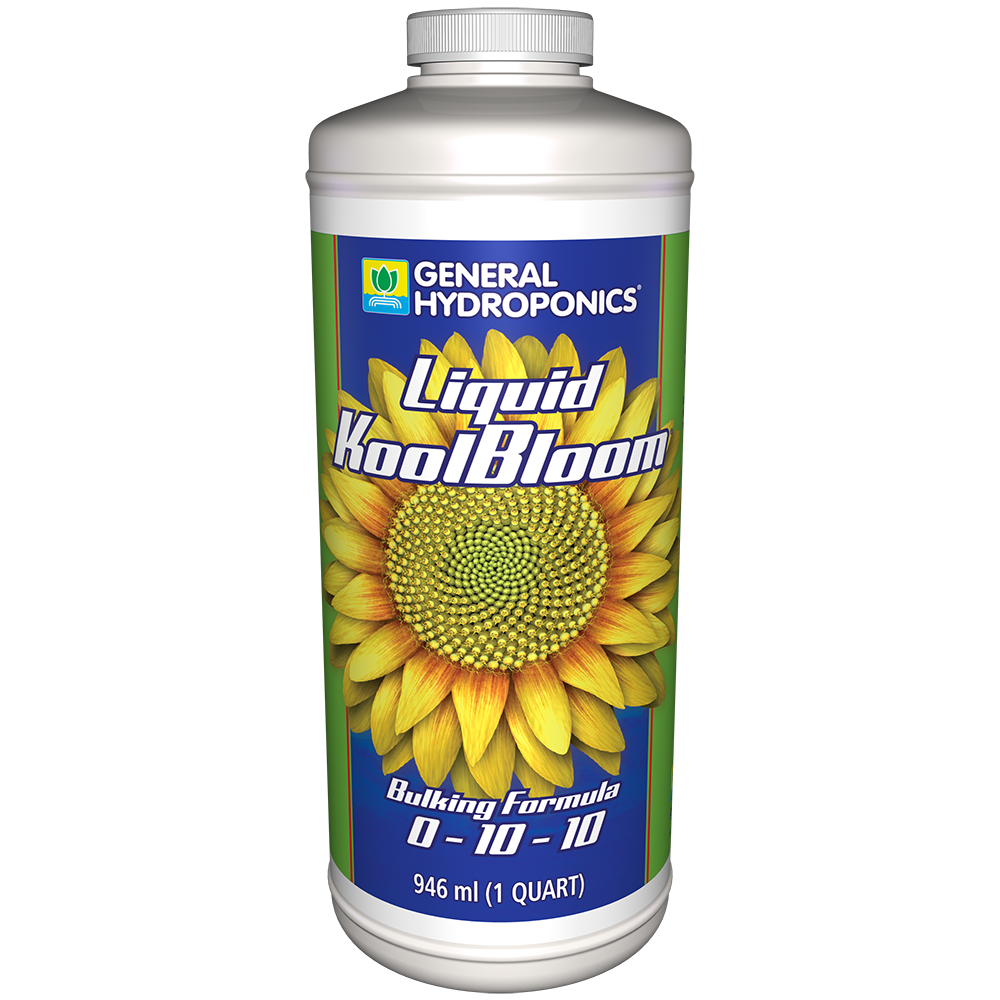 GENERAL
HYDROPONICS®
Liquid
KoolBloom
Bulking Formula
0 - 10 - 10
946 ml (1 QUART)